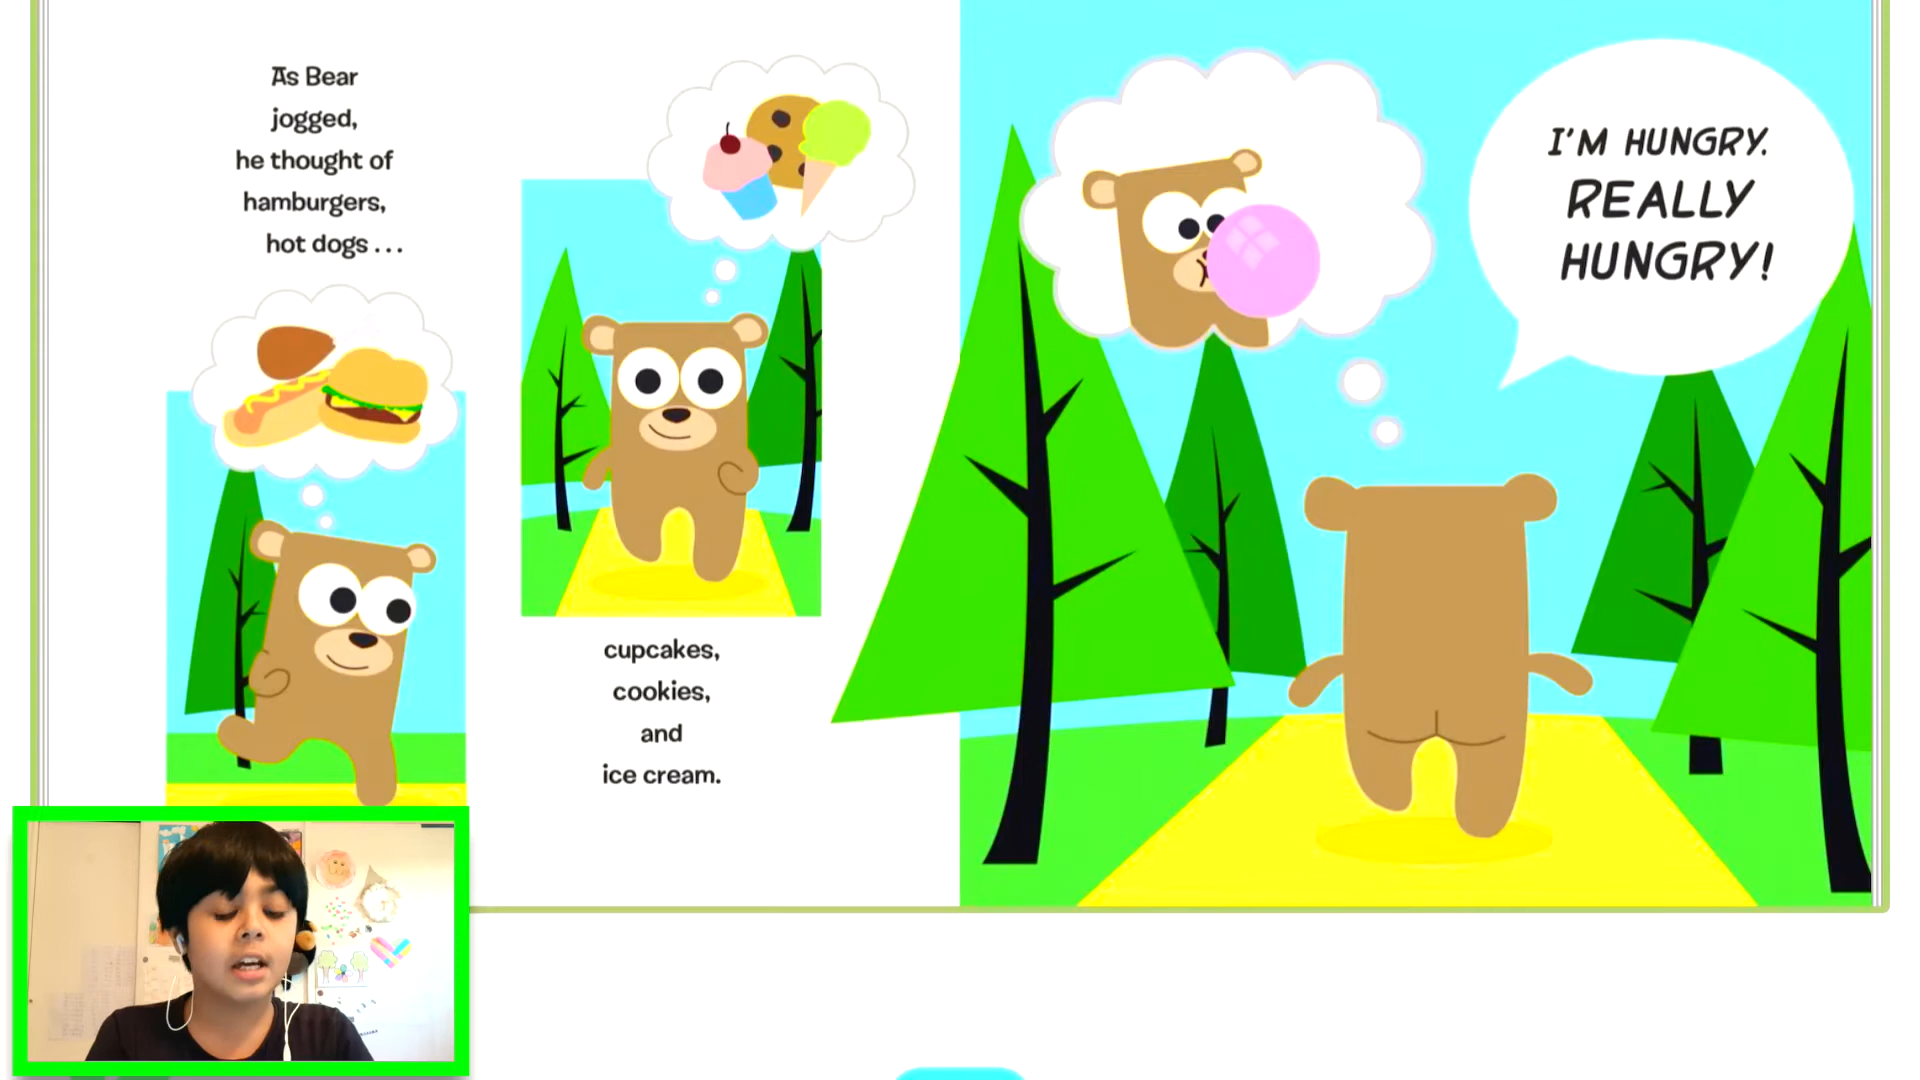 As Bear
jogged,
he thought of
hamburgers,
hot dogs . . .
cupcakes,
cookies,
and
ice cream.
I'M HUNGRY.
REALLY
HUNGRY!